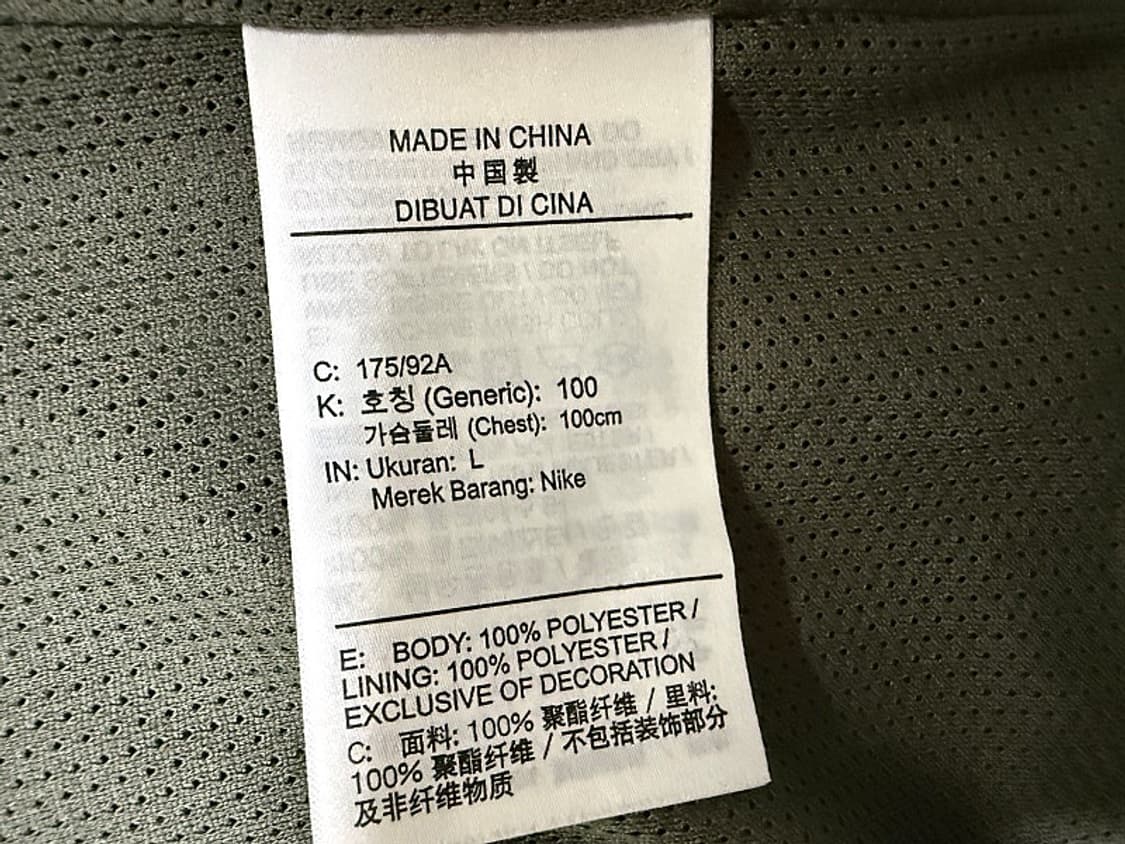 MADE IN CHINA
中国製
DIBUAT DI CINA
C: 175/92A
K: 호칭 (Generic): 100
가슴둘레 (Chest): 100cm
IN: Ukuran: L
Merek Barang: Nike
E: BODY: 100% POLYESTER /
LINING: 100% POLYESTER /
EXCLUSIVE OF DECORATION
C: 面料: 100% 聚酯纤维 / 里料:
100% 聚酯纤维 / 不包括装饰部分
及非纤维物质